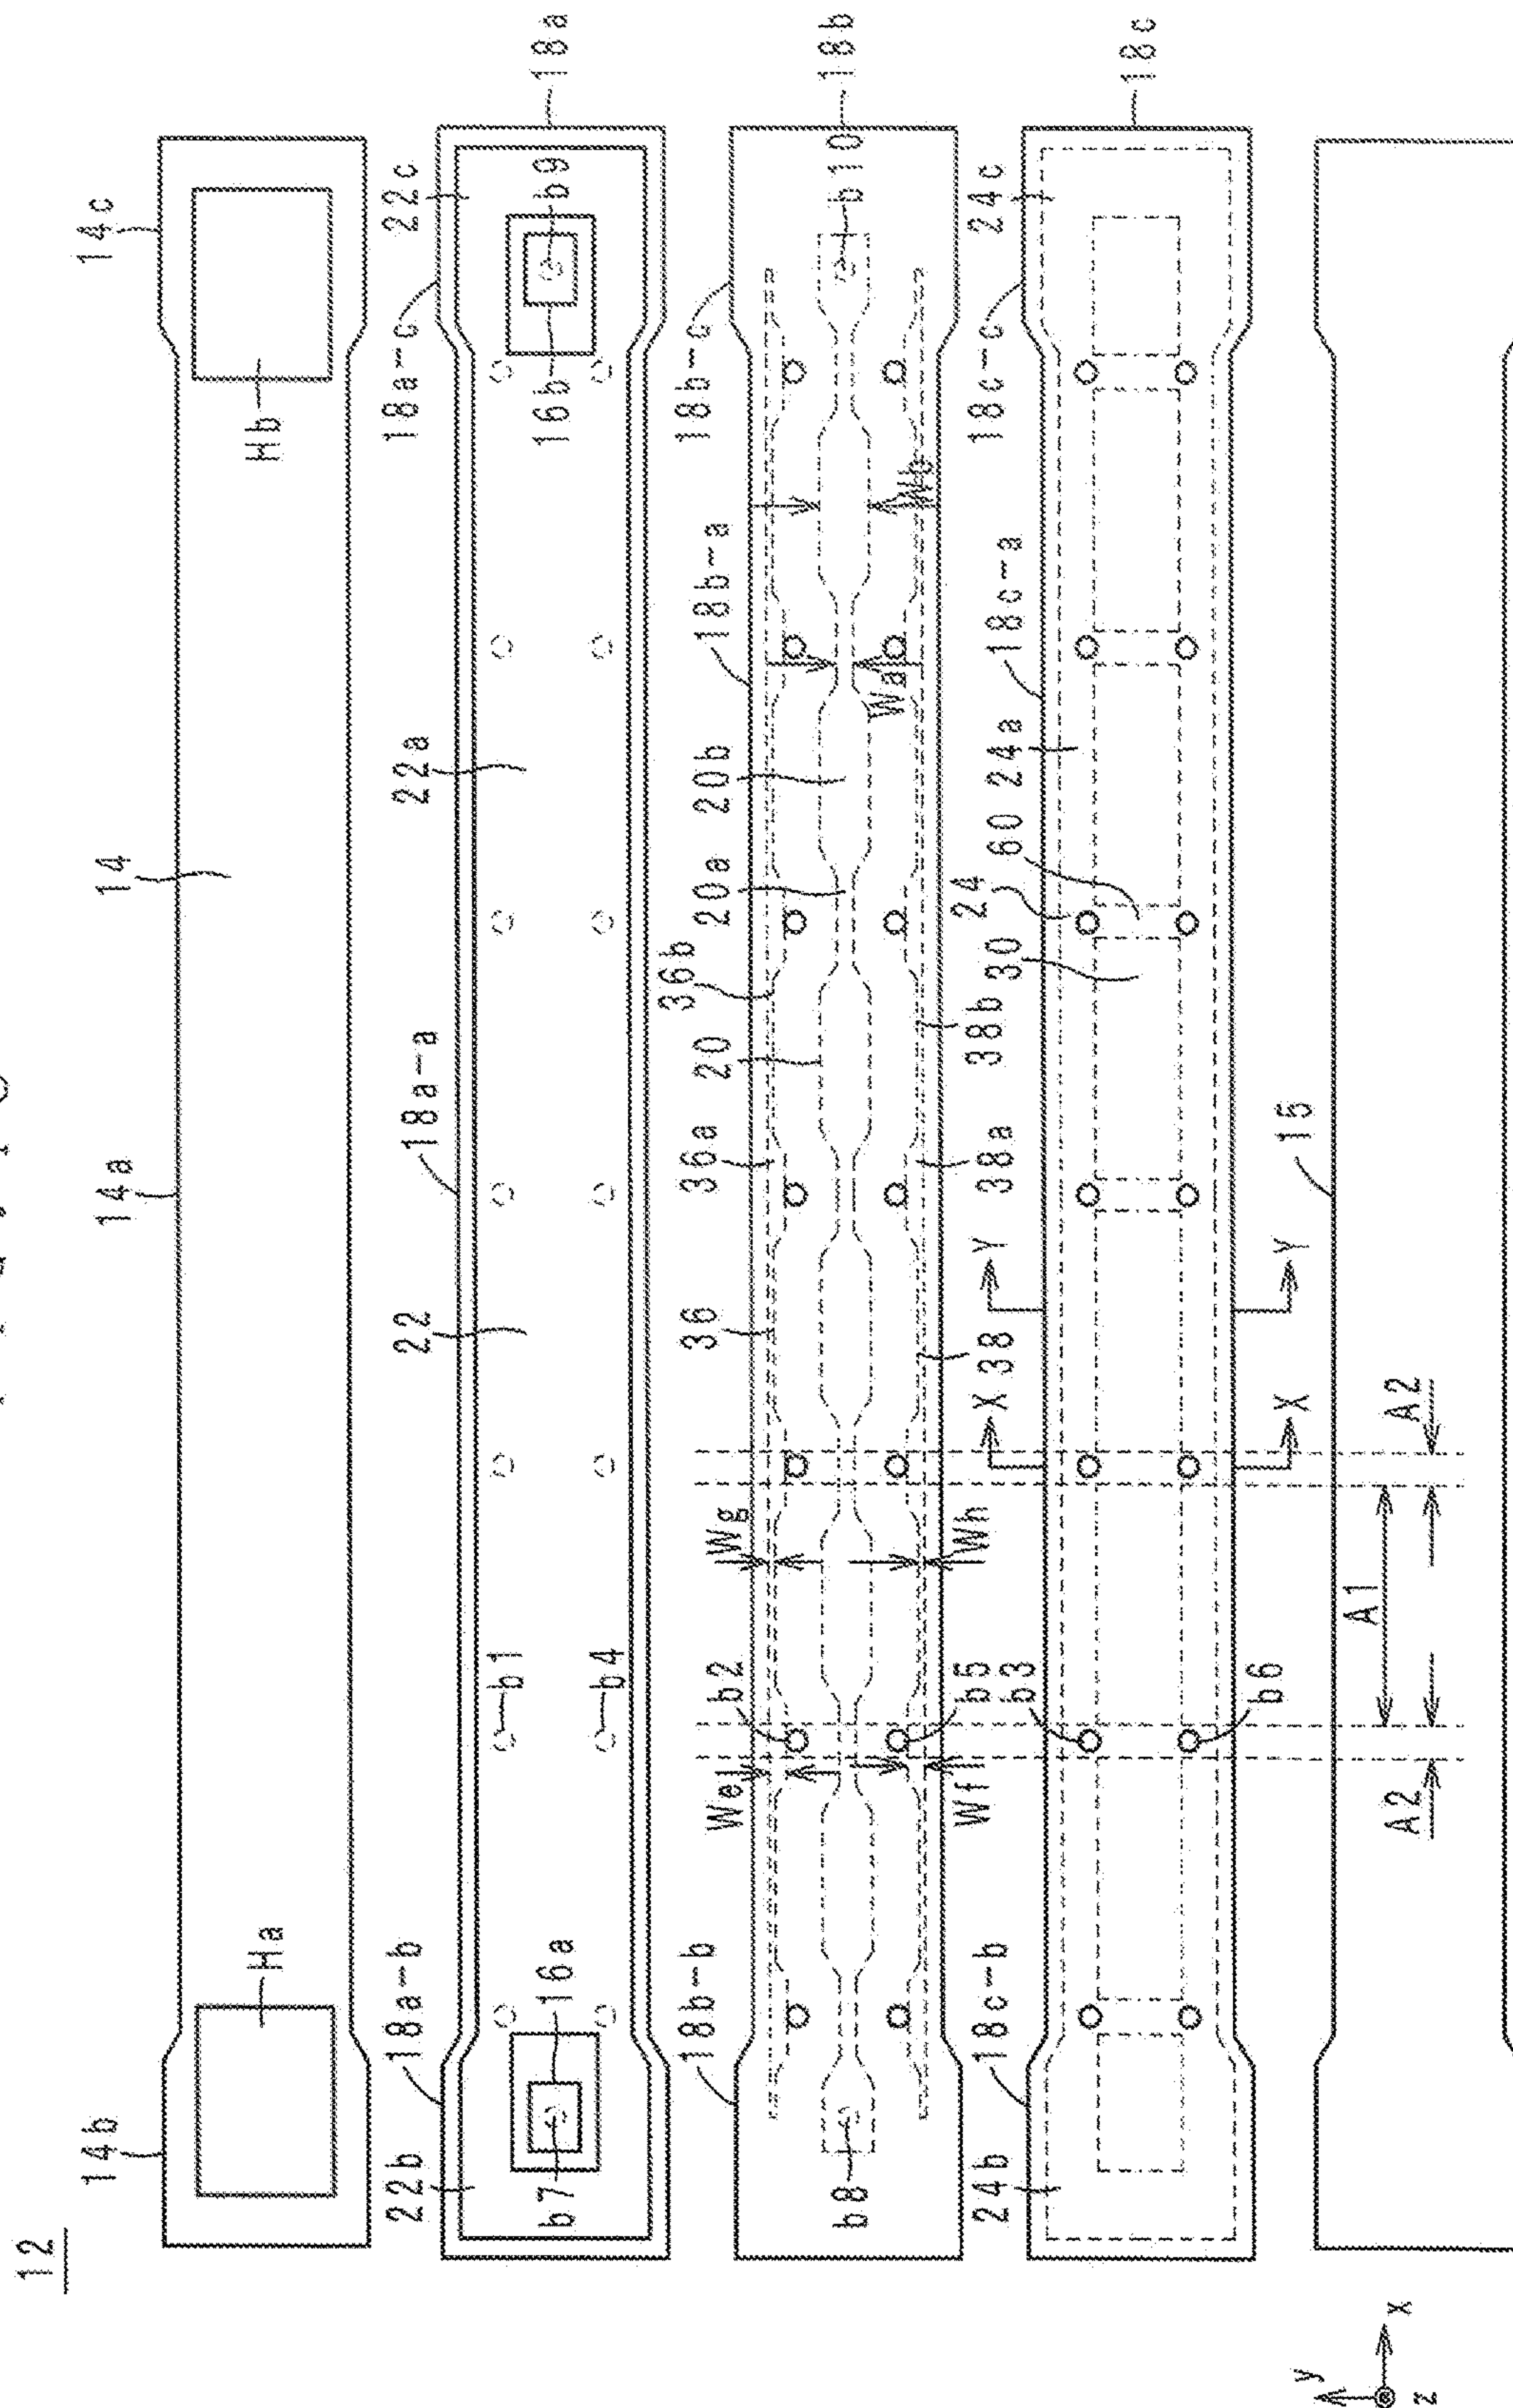 12
14b
14a
14
14c
Ha
Hb
18a-b
22
18a-a
22a
18a-c
22c
18a
22b
b7
16a
b1
b4
16b
b9
18b-b
We
b2
Wg
36
36a
20
36b
20a
20b
18b-a
18b-c
18b
b8
Wf
b5
Wh
38
38a
38b
Wa
Wb
b10
24b
18c-b
b3
X
Y
30
24
60
24a
18c-a
18c-c
24c
18c
b6
X
Y
15
A2
A1
A2
y
x
z